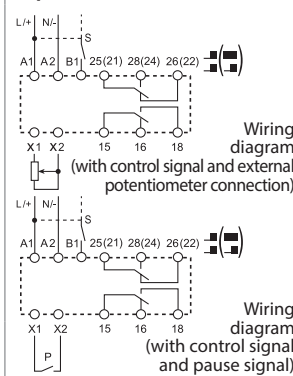 L/+ N/-
S
A1 A2 B1 25(21) 28(24) 26(22)
X1 X2 15 16 18
Wiring
diagram
(with control signal and external
potentiometer connection)
L/+ N/-
S
A1 A2 B1 25(21) 28(24) 26(22)
X1 X2 15 16 18
P
Wiring
diagram
(with control signal
and pause signal)